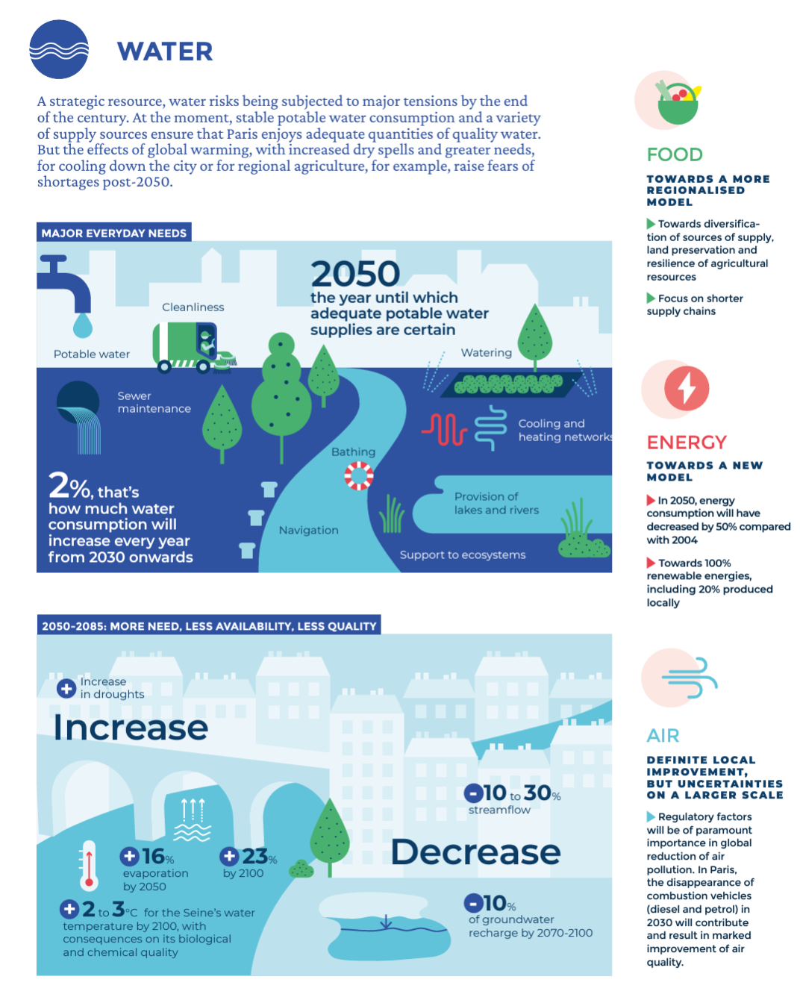 WATER
A strategic resource, water risks being subjected to major tensions by the end
of the century. At the moment, stable potable water consumption and a variety
of supply sources ensure that Paris enjoys adequate quantities of quality water.
But the effects of global warming, with increased dry spells and greater needs,
for cooling down the city or for regional agriculture, for example, raise fears of
shortages post-2050.
MAJOR EVERYDAY NEEDS
2050
the year until which
adequate potable water
supplies are certain
Cleanliness
Potable water
Watering
Sewer
maintenance
Cooling and
heating networks
Bathing
2%, that's
how much water
consumption will
increase every year
from 2030 onwards
Provision of
lakes and rivers
Navigation
Support to ecosystems
2050-2085: MORE NEED, LESS AVAILABILITY, LESS QUALITY
+ Increase
in droughts
Increase
-10 to 30%
streamflow
Decrease
+16%
evaporation
by 2050
+23%
by 2100
+2 to 3°C for the Seine's water
temperature by 2100, with
consequences on its biological
and chemical quality
-10%
of groundwater
recharge by 2070-2100
FOOD
TOWARDS A MORE
REGIONALISED
MODEL
Towards diversifica-
tion of sources of supply,
land preservation and
resilience of agricultural
resources
Focus on shorter
supply chains
ENERGY
TOWARDS A NEW
MODEL
In 2050, energy
consumption will have
decreased by 50% compared
with 2004
Towards 100%
renewable energies,
including 20% produced
locally
AIR
DEFINITE LOCAL
IMPROVEMENT,
BUT UNCERTAINTIES
ON A LARGER SCALE
Regulatory factors
will be of paramount
importance in global
reduction of air
pollution. In Paris,
the disappearance of
combustion vehicles
(diesel and petrol) in
2030 will contribute
and result in marked
improvement of air
quality.